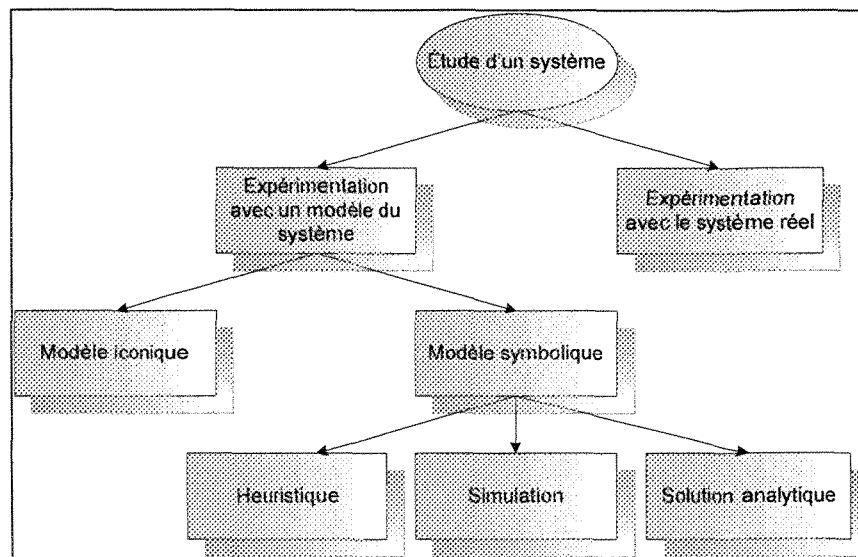 Étude d'un système
Expérimentation
avec un modèle du
système
Expérimentation
avec le système réel
Modèle iconique
Modèle symbolique
Heuristique
Simulation
Solution analytique